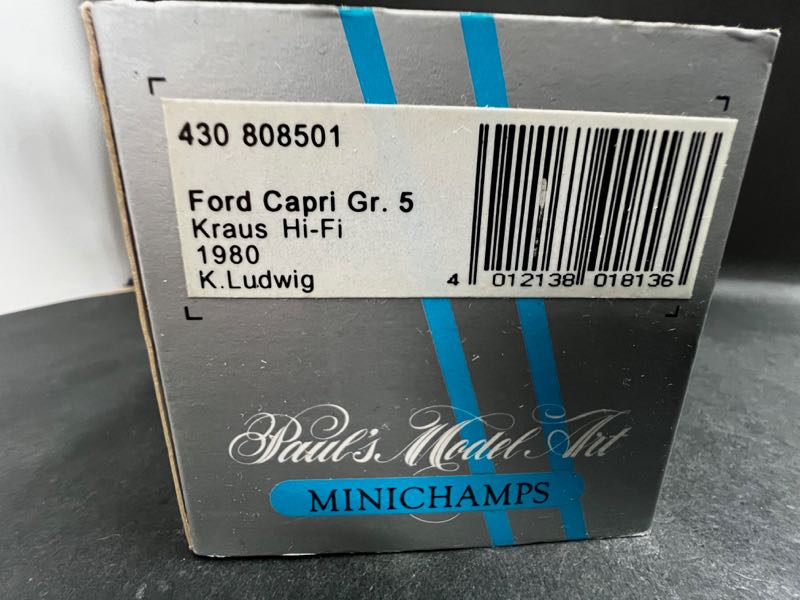 430 808501
Ford Capri Gr. 5
Kraus Hi-Fi
1980
K.Ludwig
4 012138 018136
Paul's Model Art
MINICHAMPS